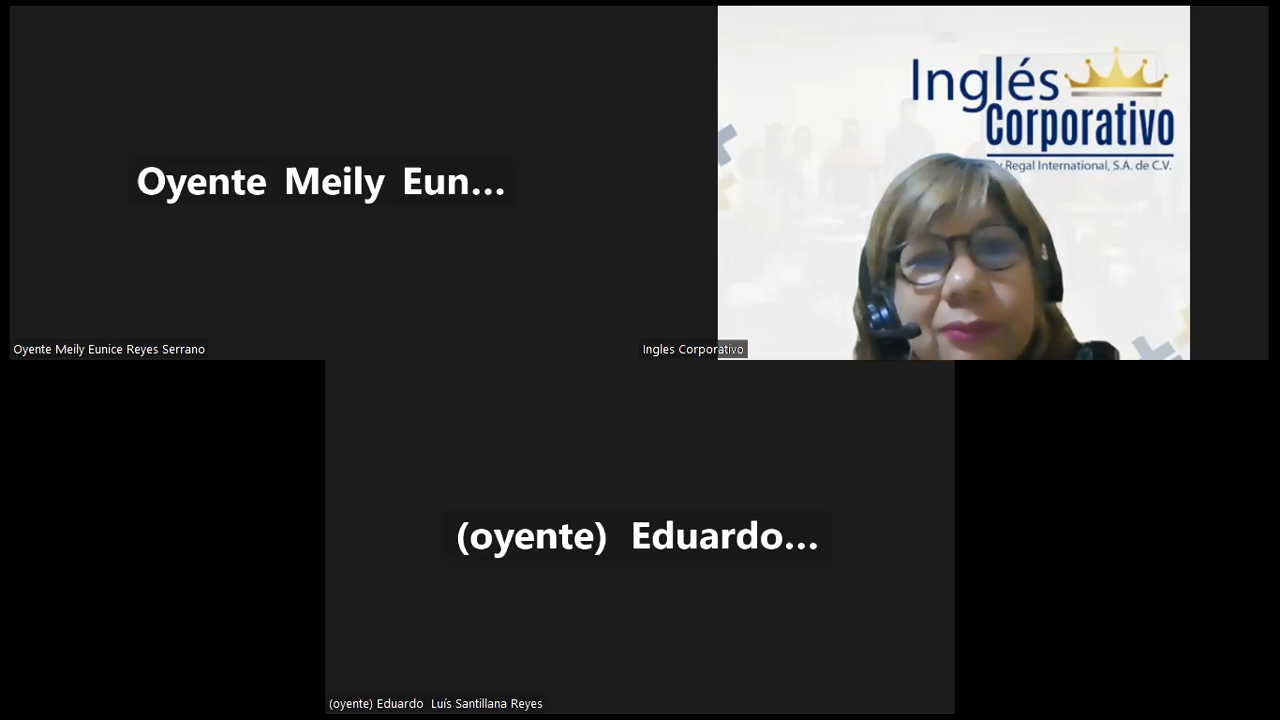 Oyente Meily Eun...
Oyente Meily Eunice Reyes Serrano
Inglés
Corporativo
y Regal International, S.A. de C.V.
Ingles Corporativo
(oyente) Eduardo...
(oyente) Eduardo Luís Santillana Reyes